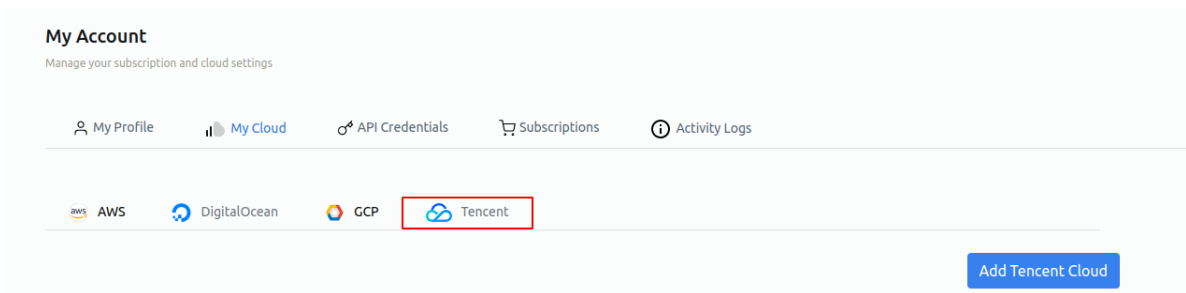 My Account
Manage your subscription and cloud settings
My Profile My Cloud API Credentials Subscriptions Activity Logs
aws AWS DigitalOcean GCP Tencent
Add Tencent Cloud